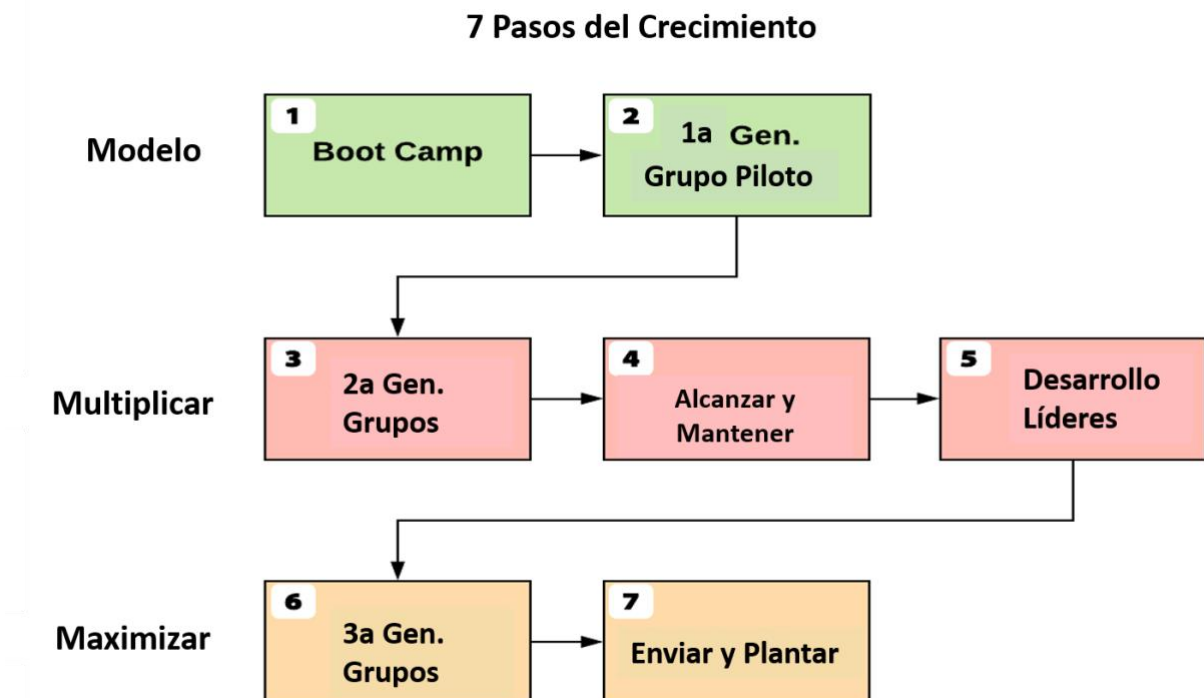 7 Pasos del Crecimiento
Modelo
1
Boot Camp
2
1a Gen.
Grupo Piloto
Multiplicar
3
2a Gen.
Grupos
4
Alcanzar y
Mantener
5
Desarrollo
Líderes
Maximizar
6
3a Gen.
Grupos
7
Enviar y Plantar